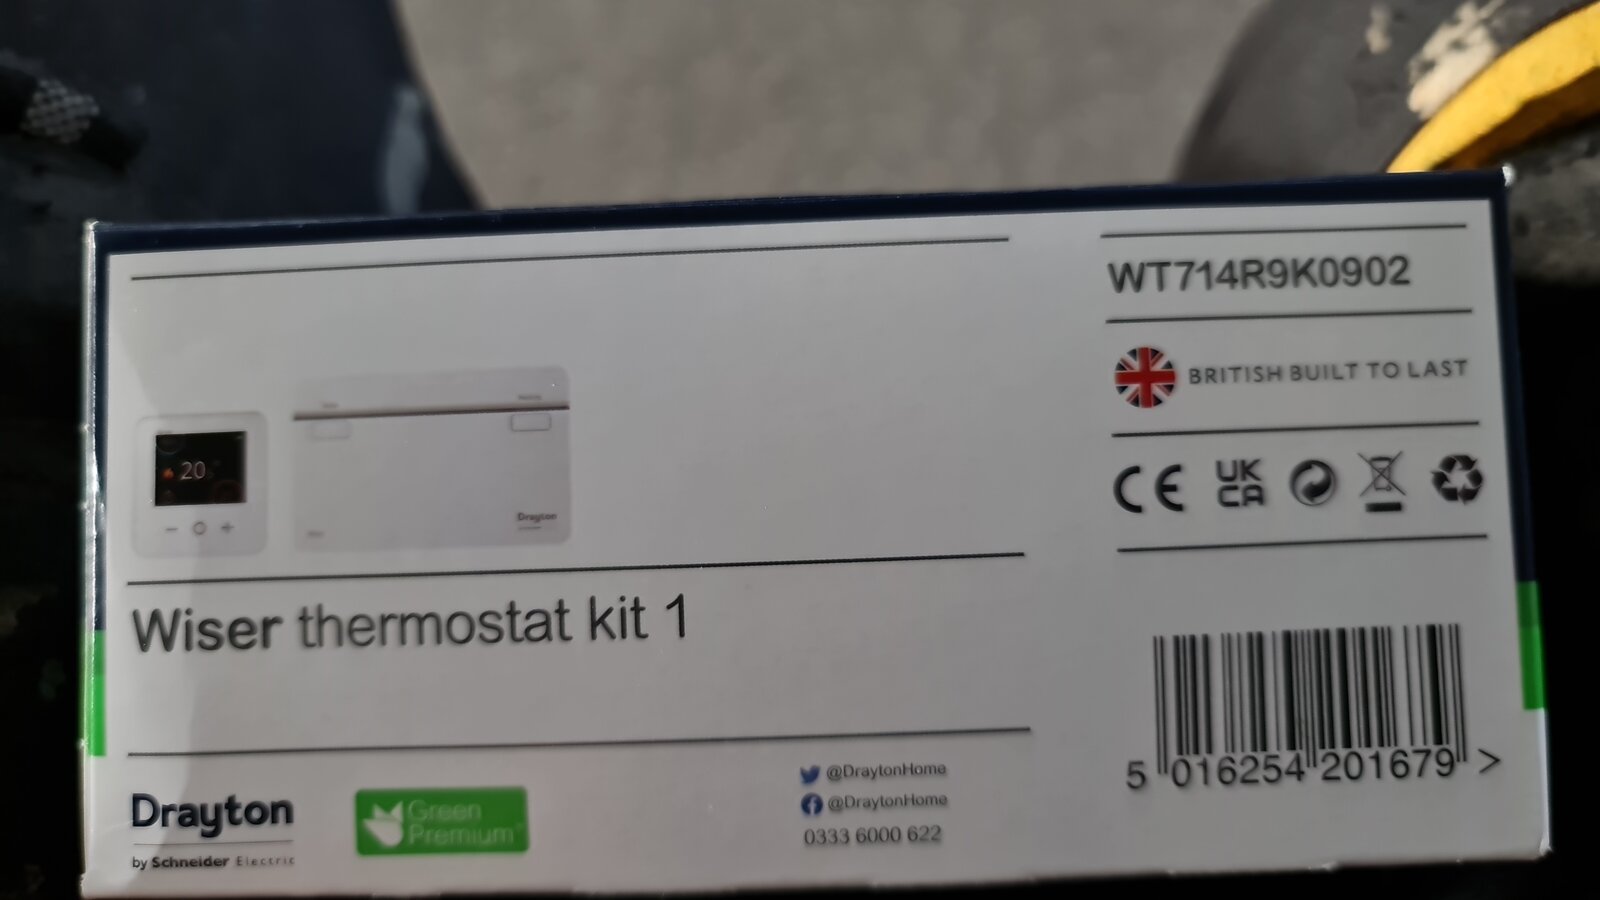 WT714R9K0902
BRITISH BUILT TO LAST
CE
UK
CA
20
Drayton
Wiser thermostat kit 1
5 016254 201679 >
Drayton
by Schneider Electric
Green
Premium
@DraytonHome
@DraytonHome
0333 6000 622